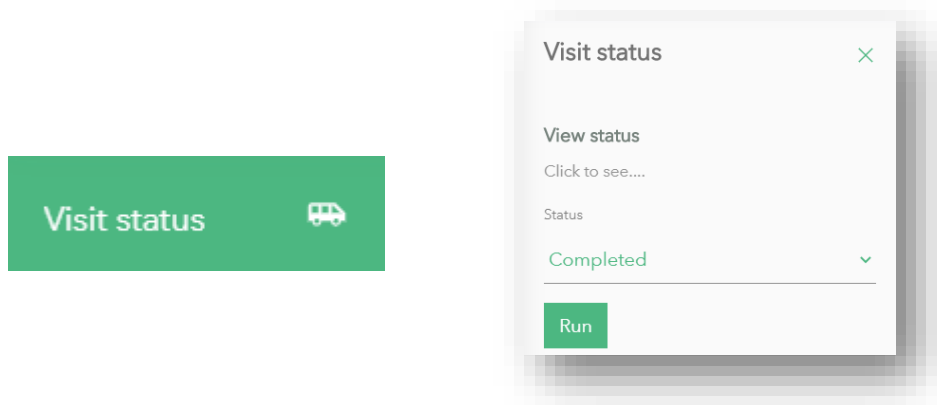 Visit status
Visit status
View status
Click to see....
Status
Completed
Run